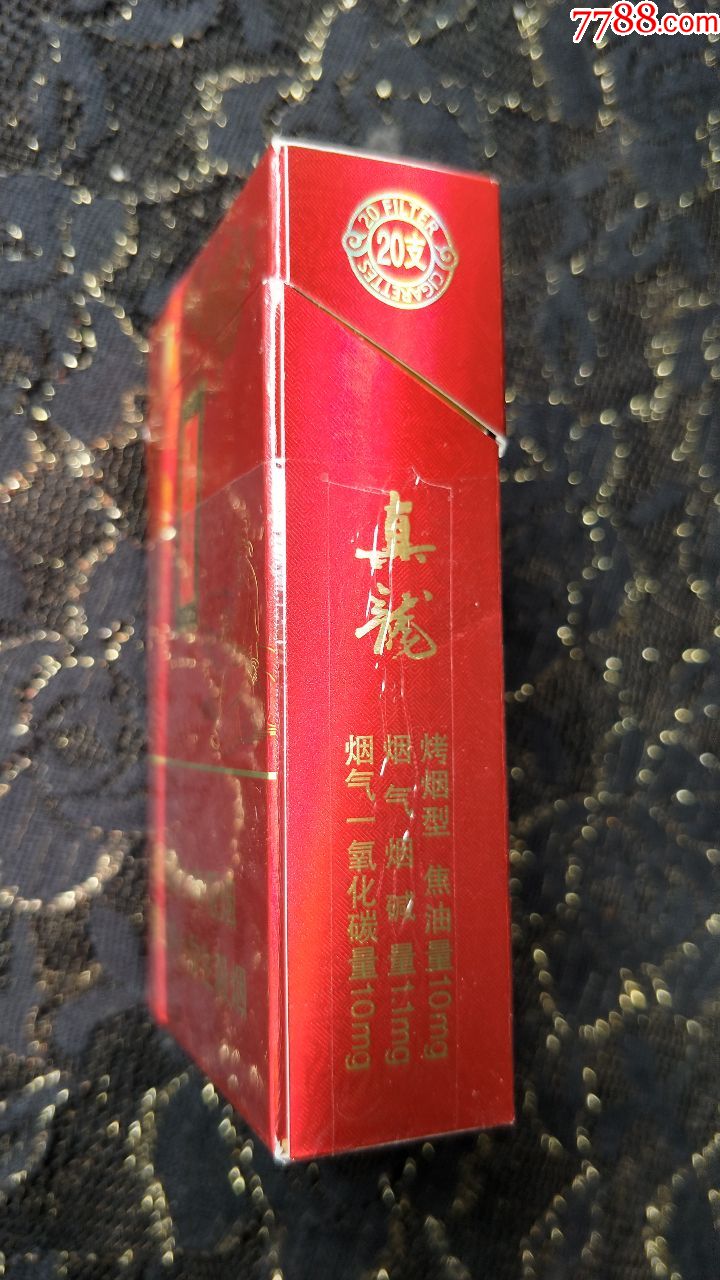 7788.com
20 FILTER
20支
CIGARETTES
真
龍
烤烟型 焦油量10mg
烟气烟碱量1.1mg
烟气一氧化碳量10mg